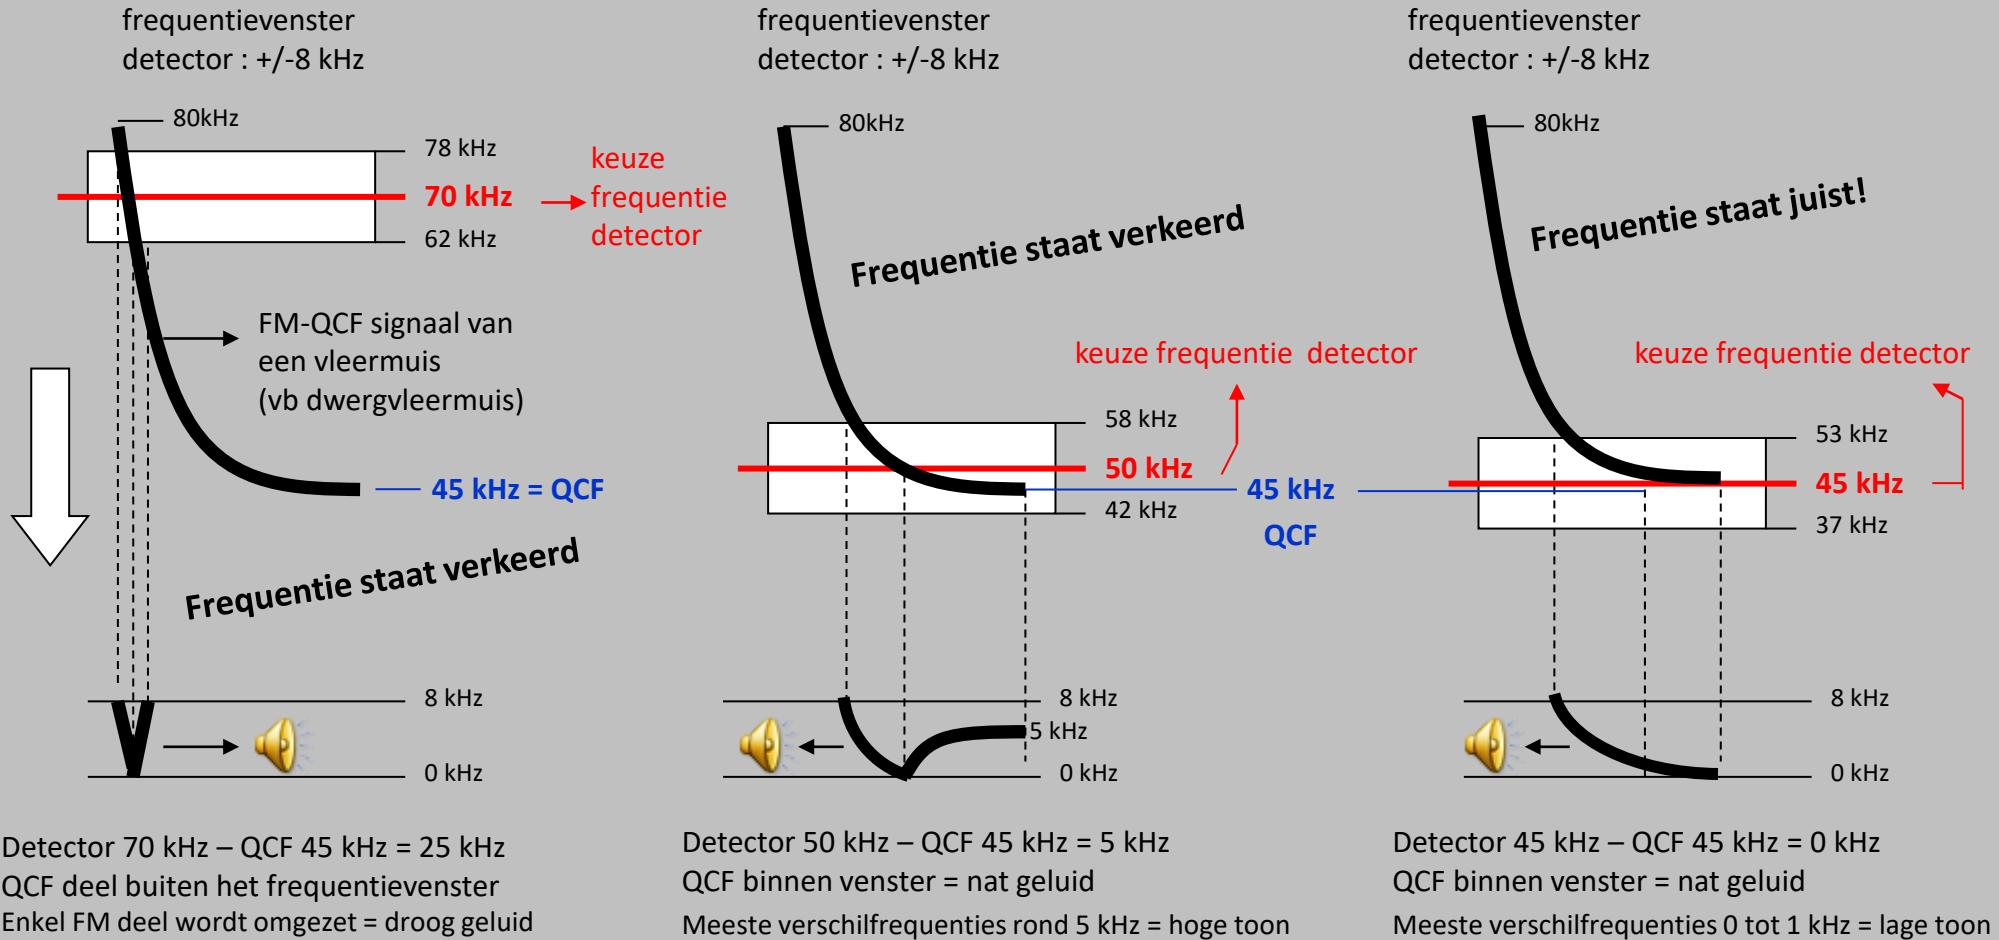 frequentievenster
detector : +/-8 kHz
80kHz
78 kHz
70 kHz
62 kHz
keuze
frequentie
detector
FM-QCF signaal van
een vleermuis
(vb dwergvleermuis)
45 kHz = QCF
Frequentie staat verkeerd
8 kHz
0 kHz
Detector 70 kHz – QCF 45 kHz = 25 kHz
QCF deel buiten het frequentievenster
Enkel FM deel wordt omgezet = droog geluid
frequentievenster
detector : +/-8 kHz
80kHz
Frequentie staat verkeerd
keuze frequentie  detector
58 kHz
50 kHz
42 kHz
45 kHz
QCF
8 kHz
5 kHz
0 kHz
Detector 50 kHz – QCF 45 kHz = 5 kHz
QCF binnen venster = nat geluid
Meeste verschilfrequenties rond 5 kHz = hoge toon
frequentievenster
detector : +/-8 kHz
80kHz
Frequentie staat juist!
keuze frequentie detector
53 kHz
45 kHz
37 kHz
8 kHz
0 kHz
Detector 45 kHz – QCF 45 kHz = 0 kHz
QCF binnen venster = nat geluid
Meeste verschilfrequenties 0 tot 1 kHz = lage toon